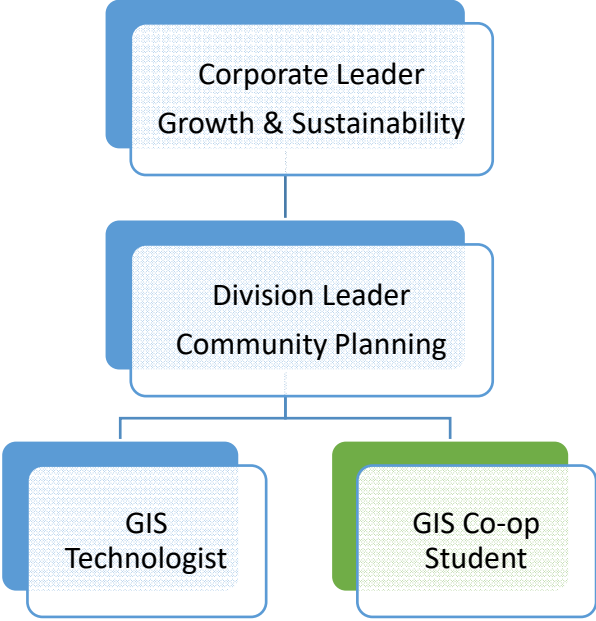 Corporate Leader
Growth & Sustainability
Division Leader
Community Planning
GIS
Technologist
GIS Co-op
Student